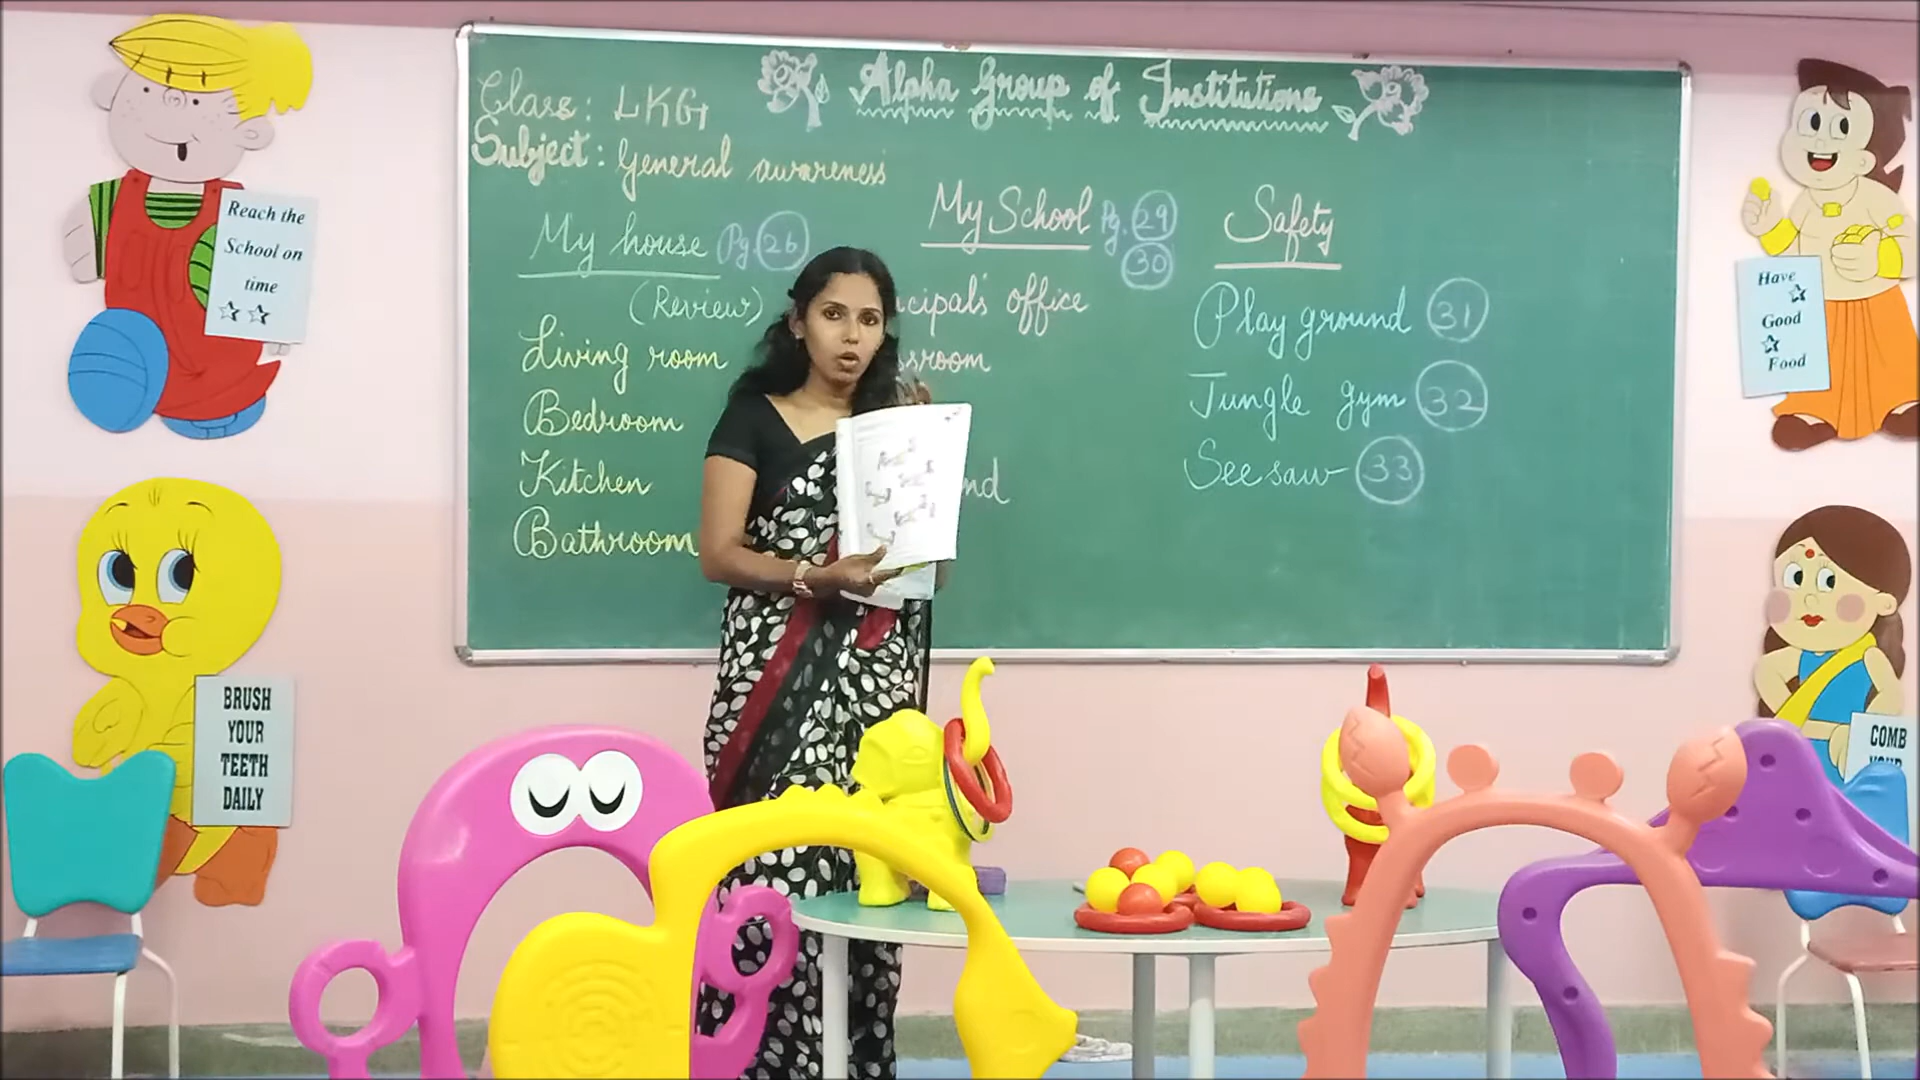 Alpha Group of Institutions
Class: LKG
Subject: General awareness
My house Pg. 26
(Review)
Living room
Bedroom
Kitchen
Bathroom
My School Pg. 29
30
office
Safety
Play ground 31
Jungle gym 32
See saw 33
Reach the
School on
time
BRUSH
YOUR
TEETH
DAILY
Have
Good
Food
COMB